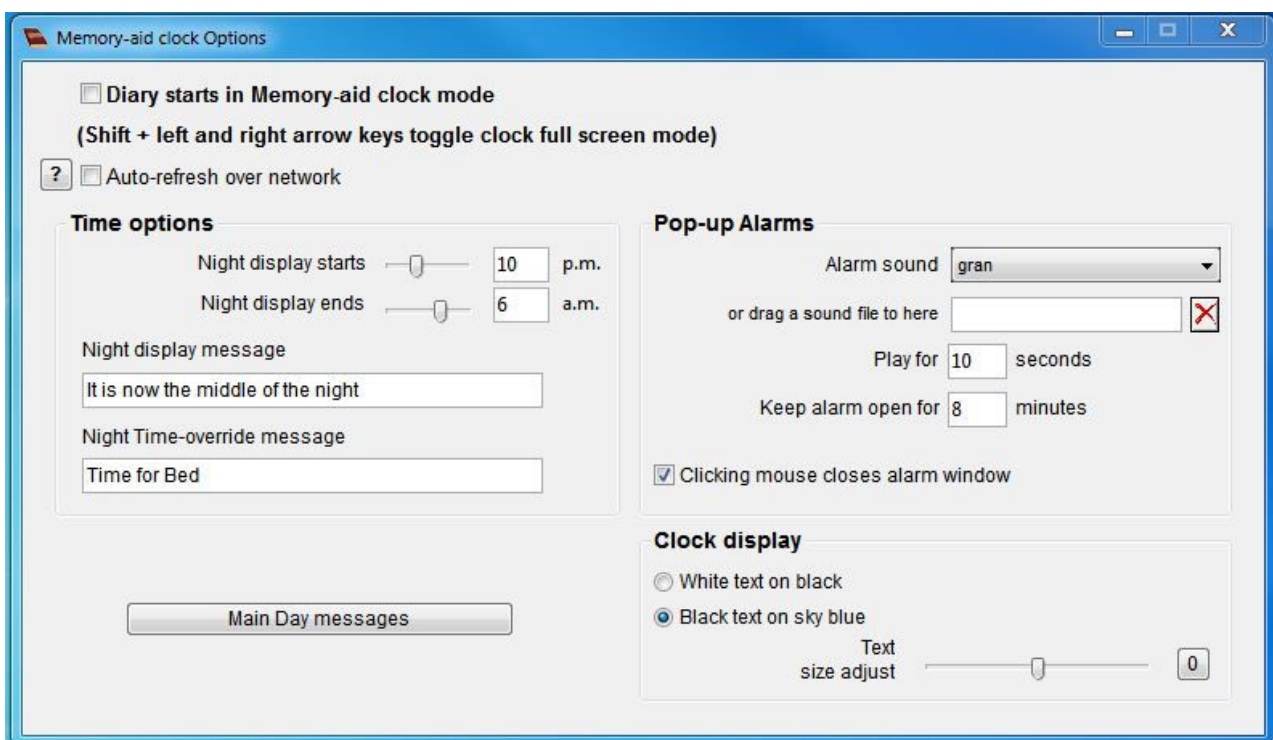 Memory-aid clock Options
X
Diary starts in Memory-aid clock mode
(Shift + left and right arrow keys toggle clock full screen mode)
? Auto-refresh over network
Time options
Night display starts 10 p.m.
Night display ends 6 a.m.
Night display message
It is now the middle of the night
Night Time-override message
Time for Bed
Main Day messages
Pop-up Alarms
Alarm sound gran
or drag a sound file to here
Play for 10 seconds
Keep alarm open for 8 minutes
Clicking mouse closes alarm window
Clock display
White text on black
Black text on sky blue
Text
size adjust 0